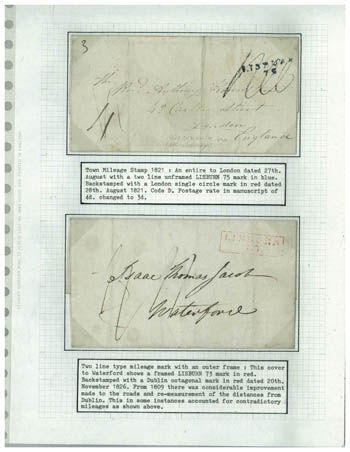 3
The
London
England
LISBURN
75
Town Mileage Stamp 1821 : An entire to London dated 27th.
August with a two line unframed LISBURN 75 mark in blue.
Backstamped with a London single circle mark in red dated
28th. August 1821. Code D. Postage rate in manuscript of
4d. changed to 3d.
LISBURN
Isaac Thomas Jacob
Waterford
Two line type mileage mark with an outer frame : This cover
to Waterford shows a framed LISBURN 73 mark in red.
Backstamped with a Dublin octagonal mark in red dated 20th.
November 1826. From 1809 there was considerable improvement
made to the roads and re-measurement of the distances from
Dublin. This in some instances accounted for contradictory
mileages as shown above.